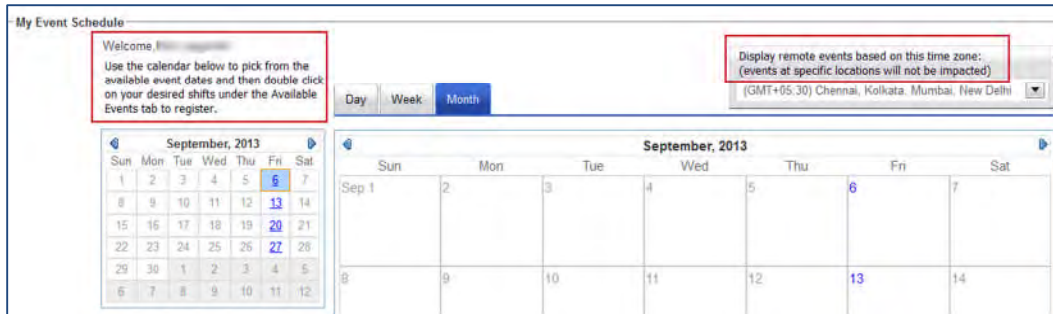 My Event Schedule
Welcome,
Use the calendar below to pick from the
available event dates and then double click
on your desired shifts under the Available
Events tab to register.
Display remote events based on this time zone:
(events at specific locations will not be impacted)
(GMT+05:30) Chennai, Kolkata, Mumbai, New Delhi
Day Week Month
September, 2013
Sun Mon Tue Wed Thu Fri Sat
1 2 3 4 5 6 7
8 9 10 11 12 13 14
15 16 17 18 19 20 21
22 23 24 25 26 27 28
29 30 1 2 3 4 5
6 7 8 9 10 11 12
September, 2013
Sun Mon Tue Wed Thu Fri Sat
Sep 1 2 3 4 5 6 7
8 9 10 11 12 13 14